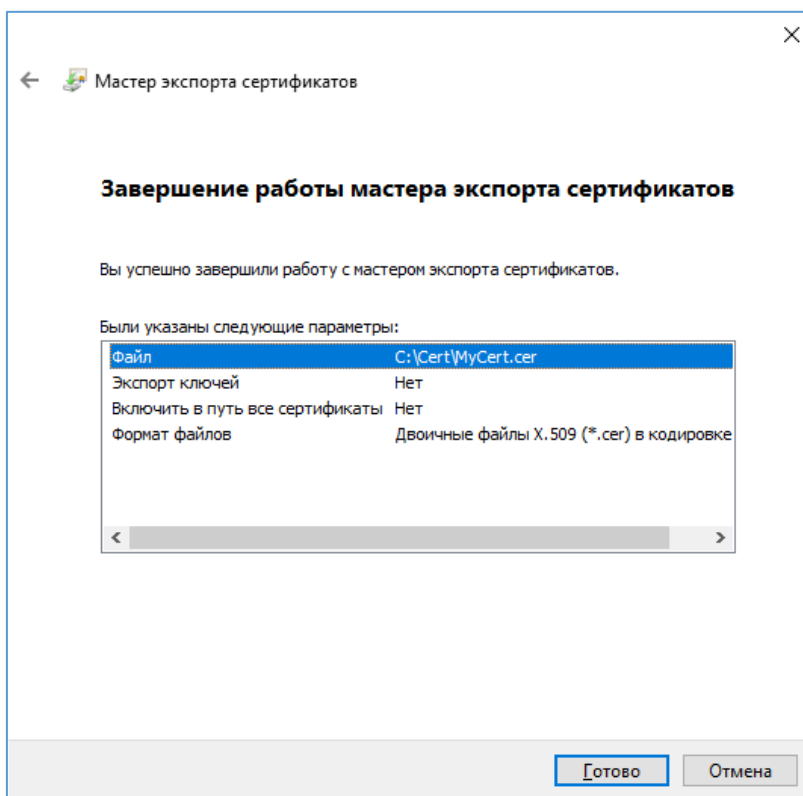 Мастер экспорта сертификатов
Завершение работы мастера экспорта сертификатов
Вы успешно завершили работу с мастером экспорта сертификатов.
Были указаны следующие параметры:
Файл C:\Cert\MyCert.cer
Экспорт ключей Нет
Включить в путь все сертификаты Нет
Формат файлов Двоичные файлы X.509 (*.cer) в кодировке
Готово Отмена